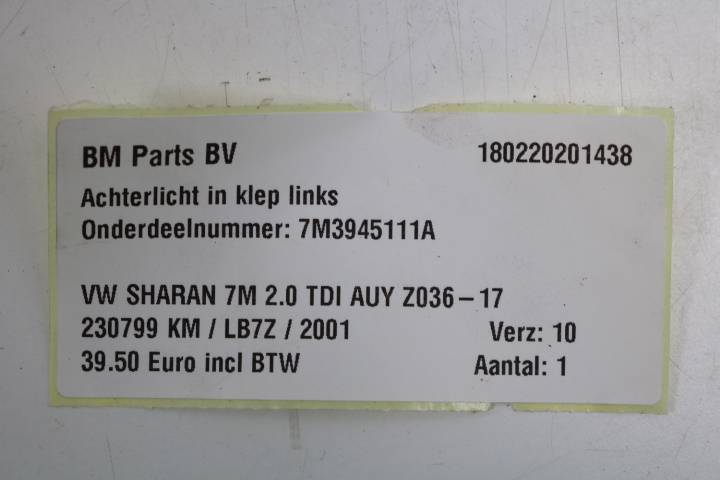 BM Parts BV 180220201438
Achterlicht in klep links
Onderdeelnummer: 7M3945111A
VW SHARAN 7M 2.0 TDI AUY Z036-17
230799 KM / LB7Z / 2001 Verz: 10
39.50 Euro incl BTW Aantal: 1